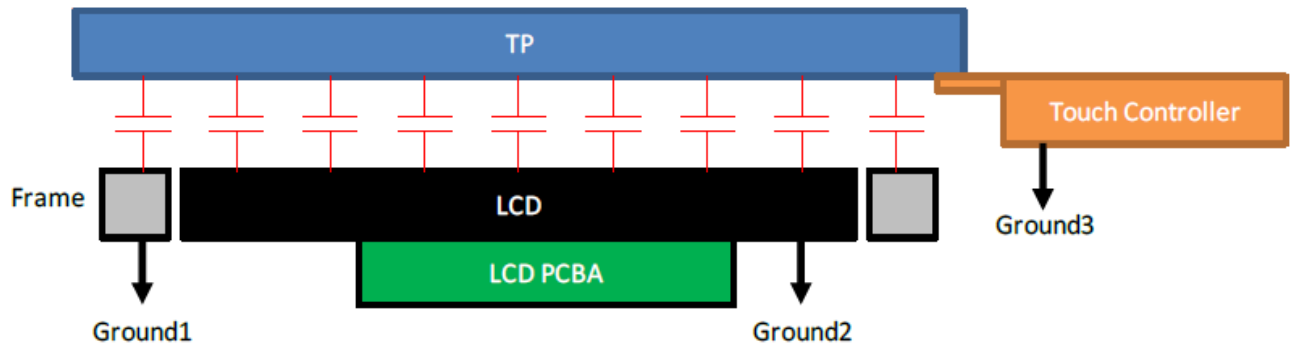 TP
Touch Controller
Frame
LCD
Ground3
LCD PCBA
Ground1
Ground2